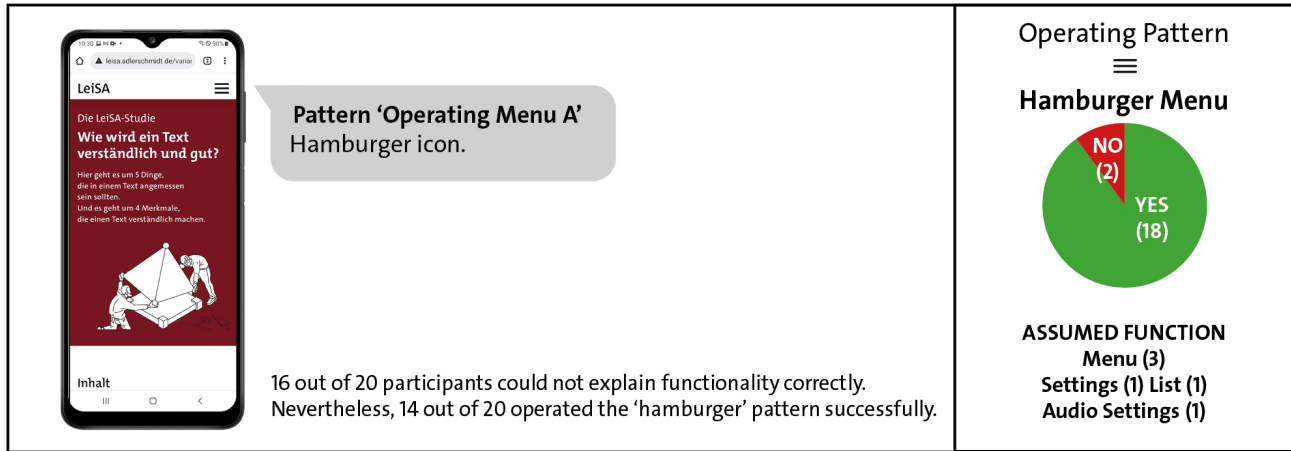 10:30
90%
leisa.adlerschmidt.de/varian
LeiSA
Die LeiSA-Studie
Wie wird ein Text
verständlich und gut?
Hier geht es um 5 Dinge,
die in einem Text angemessen
sein sollten.
Und es geht um 4 Merkmale,
die einen Text verständlich machen.
Inhalt
Pattern ‘Operating Menu A’
Hamburger icon.
16 out of 20 participants could not explain functionality correctly.
Nevertheless, 14 out of 20 operated the ‘hamburger’ pattern successfully.
Operating Pattern
Hamburger Menu
NO
(2)
YES
(18)
ASSUMED FUNCTION
Menu (3)
Settings (1) List (1)
Audio Settings (1)